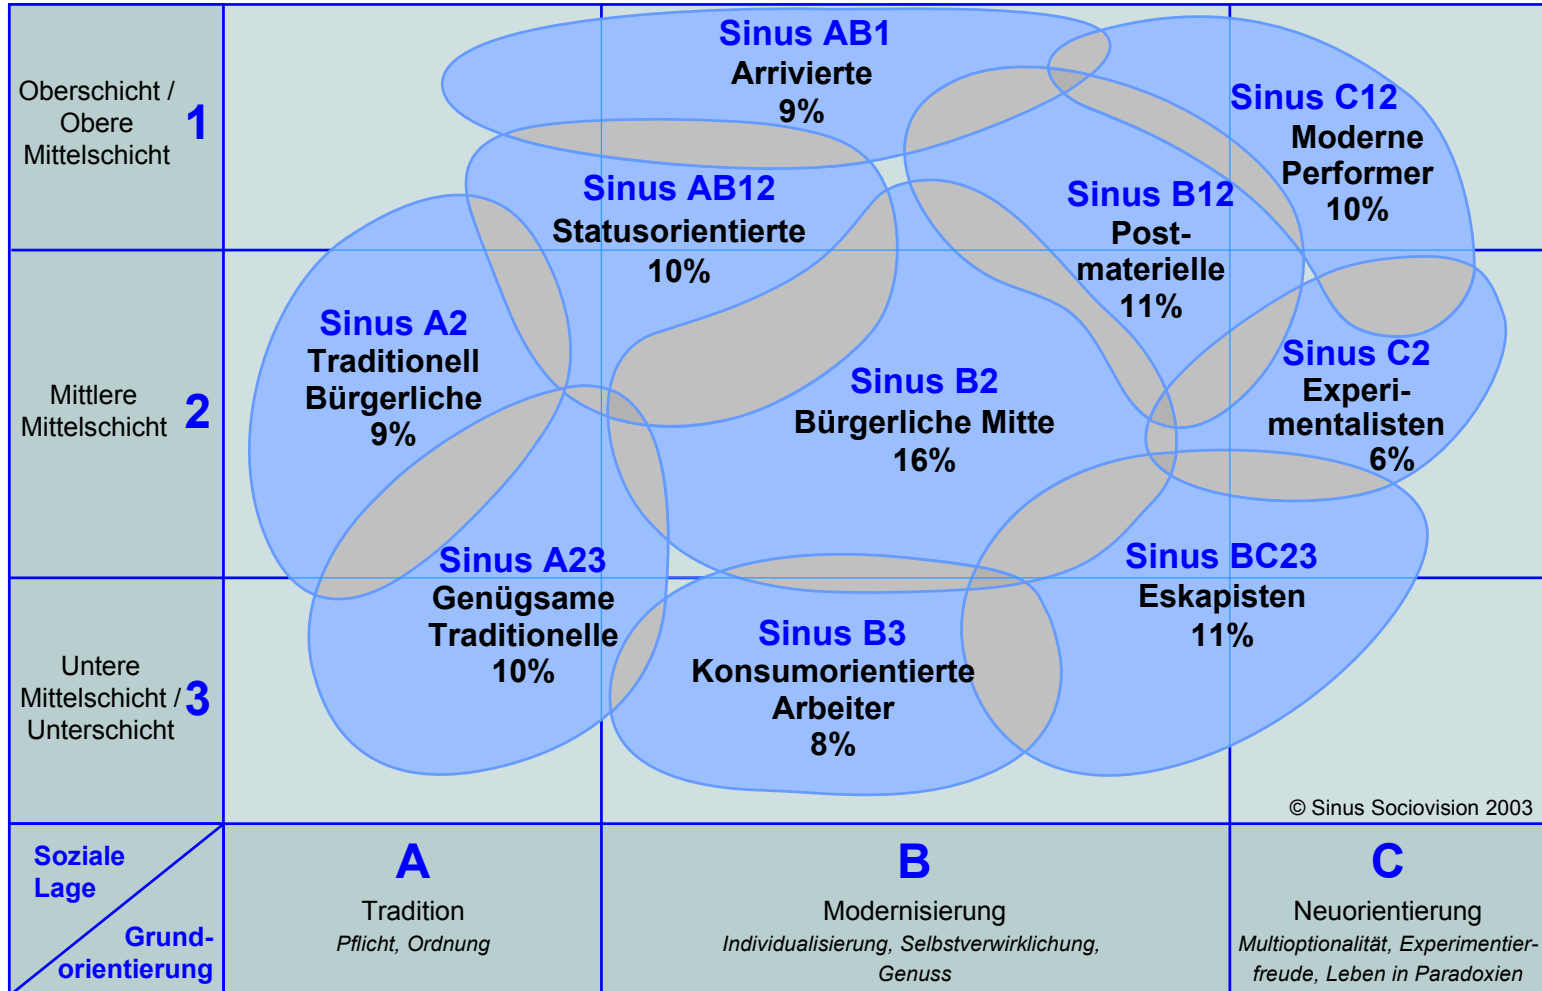 Oberschicht /
Obere
Mittelschicht
1
Mittlere
Mittelschicht
2
Untere
Mittelschicht /
Unterschicht
3
Sinus AB1
Arrivierte
9%
Sinus C12
Moderne
Performer
10%
Sinus AB12
Statusorientierte
10%
Sinus B12
Post-
materielle
11%
Sinus A2
Traditionell
Bürgerliche
9%
Sinus B2
Bürgerliche Mitte
16%
Sinus C2
Experi-
mentalisten
6%
Sinus A23
Genügsame
Traditionelle
10%
Sinus B3
Konsumorientierte
Arbeiter
8%
Sinus BC23
Eskapisten
11%
© Sinus Sociovision 2003
Soziale
Lage
Grund-
orientierung
A
Tradition
Pflicht, Ordnung
B
Modernisierung
Individualisierung, Selbstverwirklichung,
Genuss
C
Neuorientierung
Multioptionalität, Experimentier-
freude, Leben in Paradoxien